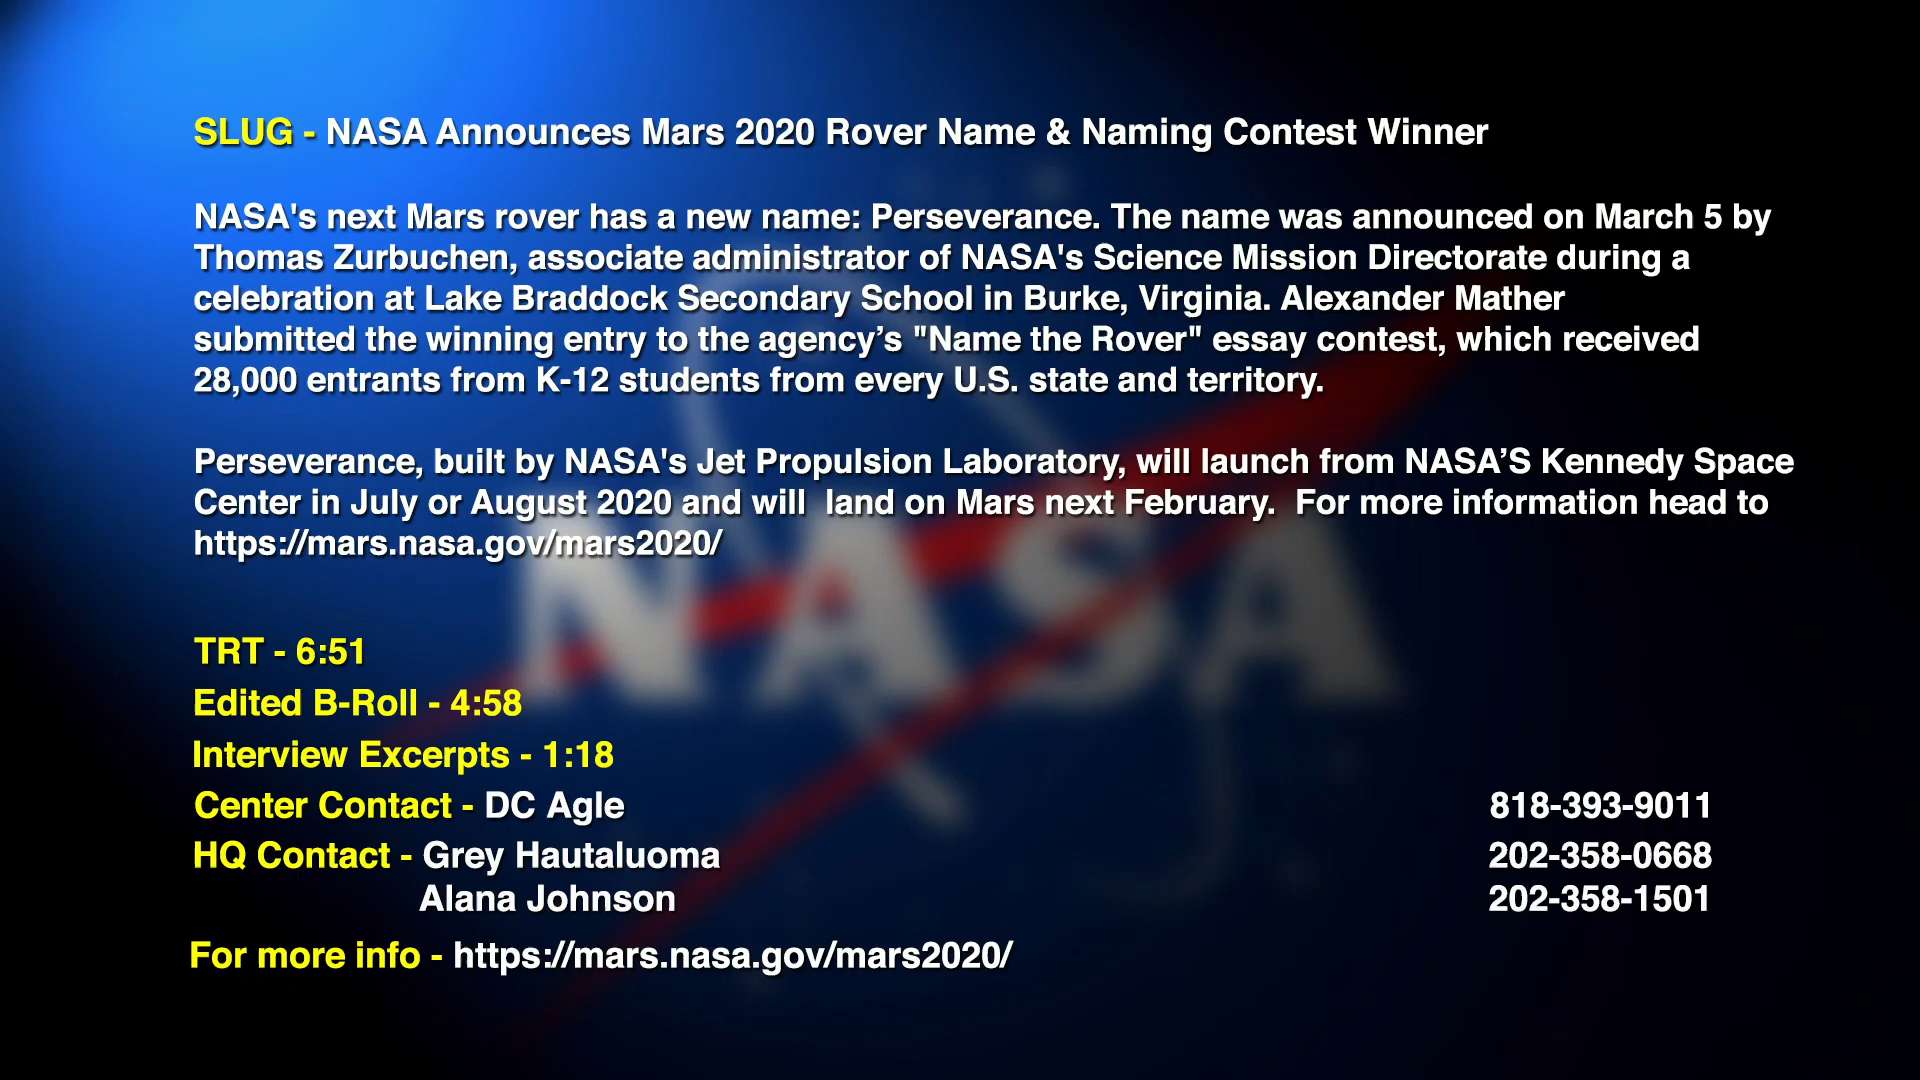 SLUG - NASA Announces Mars 2020 Rover Name & Naming Contest Winner
NASA's next Mars rover has a new name: Perseverance. The name was announced on March 5 by
Thomas Zurbuchen, associate administrator of NASA's Science Mission Directorate during a
celebration at Lake Braddock Secondary School in Burke, Virginia. Alexander Mather
submitted the winning entry to the agency’s "Name the Rover" essay contest, which received
28,000 entrants from K-12 students from every U.S. state and territory.
Perseverance, built by NASA's Jet Propulsion Laboratory, will launch from NASA’S Kennedy Space
Center in July or August 2020 and will  land on Mars next February.  For more information head to
https://mars.nasa.gov/mars2020/
NASA
TRT - 6:51
Edited B-Roll - 4:58
Interview Excerpts - 1:18
Center Contact - DC Agle 818-393-9011
HQ Contact - Grey Hautaluoma 202-358-0668
Alana Johnson 202-358-1501
For more info - https://mars.nasa.gov/mars2020/